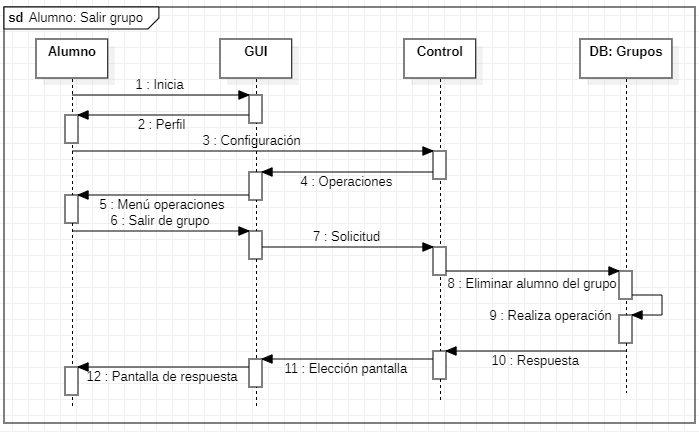 sd Alumno: Salir grupo
Alumno
GUI
Control
DB: Grupos
1 : Inicia
2 : Perfil
3 : Configuración
4 : Operaciones
5 : Menú operaciones
6 : Salir de grupo
7 : Solicitud
8 : Eliminar alumno del grupo
9 : Realiza operación
10 : Respuesta
11 : Elección pantalla
12 : Pantalla de respuesta